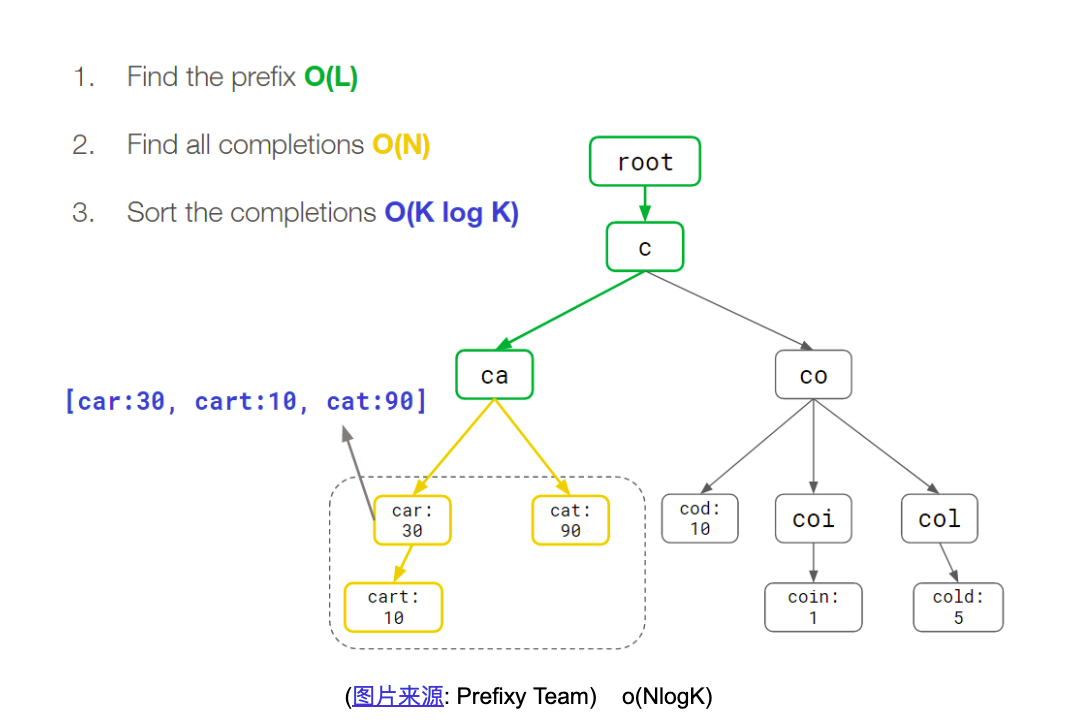 1. Find the prefix O(L)
2. Find all completions O(N)
3. Sort the completions O(K log K)
root
c
ca
co
[car:30, cart:10, cat:90]
car:
30
cat:
90
cod:
10
coi
col
cart:
10
coin:
1
cold:
5
(图片来源: Prefixy Team) o(NlogK)